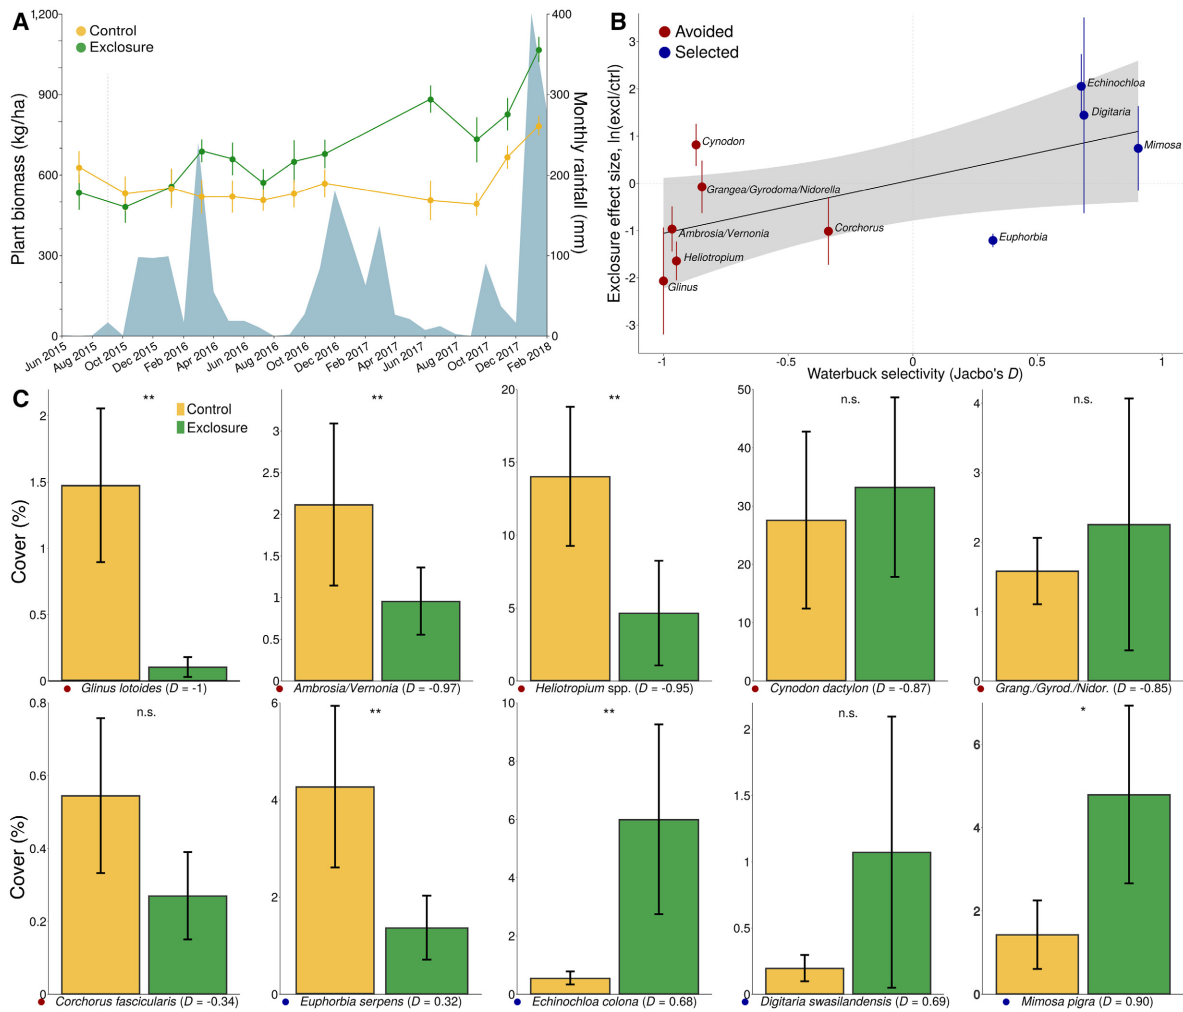 A
Control
Exclosure
Plant biomass (kg/ha)
1,200
900
600
300
0
Monthly rainfall (mm)
400
300
200
100
0
Jun 2015
Aug 2015
Oct 2015
Dec 2015
Feb 2016
Apr 2016
Jun 2016
Aug 2016
Oct 2016
Dec 2016
Feb 2017
Apr 2017
Jun 2017
Aug 2017
Oct 2017
Dec 2017
Feb 2018
B
Avoided
Selected
Exclosure effect size, ln(excl/ctrl)
3
2
1
0
-1
-2
-3
Echinochloa
Digitaria
Mimosa
Cynodon
Grangea/Gyrodoma/Nidorella
Ambrosia/Vernonia
Corchorus
Euphorbia
Heliotropium
Glinus
-1
-0.5
0
0.5
1
Waterbuck selectivity (Jacbo's D)
C
Control
Exclosure
Cover (%)
2
1.5
1
0.5
0
**
Glinus lotoides (D = -1)
3
2.5
2
1.5
1
0.5
0
**
Ambrosia/Vernonia (D = -0.97)
20
15
10
5
0
**
Heliotropium spp. (D = -0.95)
50
40
30
20
10
0
n.s.
Cynodon dactylon (D = -0.87)
4
3
2
1
0
n.s.
Grang./Gyrod./Nidor. (D = -0.85)
Cover (%)
0.8
0.6
0.4
0.2
0
n.s.
Corchorus fascicularis (D = -0.34)
6
4
2
0
**
Euphorbia serpens (D = 0.32)
10
8
6
4
2
0
**
Echinochloa colona (D = 0.68)
2
1.5
1
0.5
0
n.s.
Digitaria swasilandensis (D = 0.69)
6
4
2
0
*
Mimosa pigra (D = 0.90)